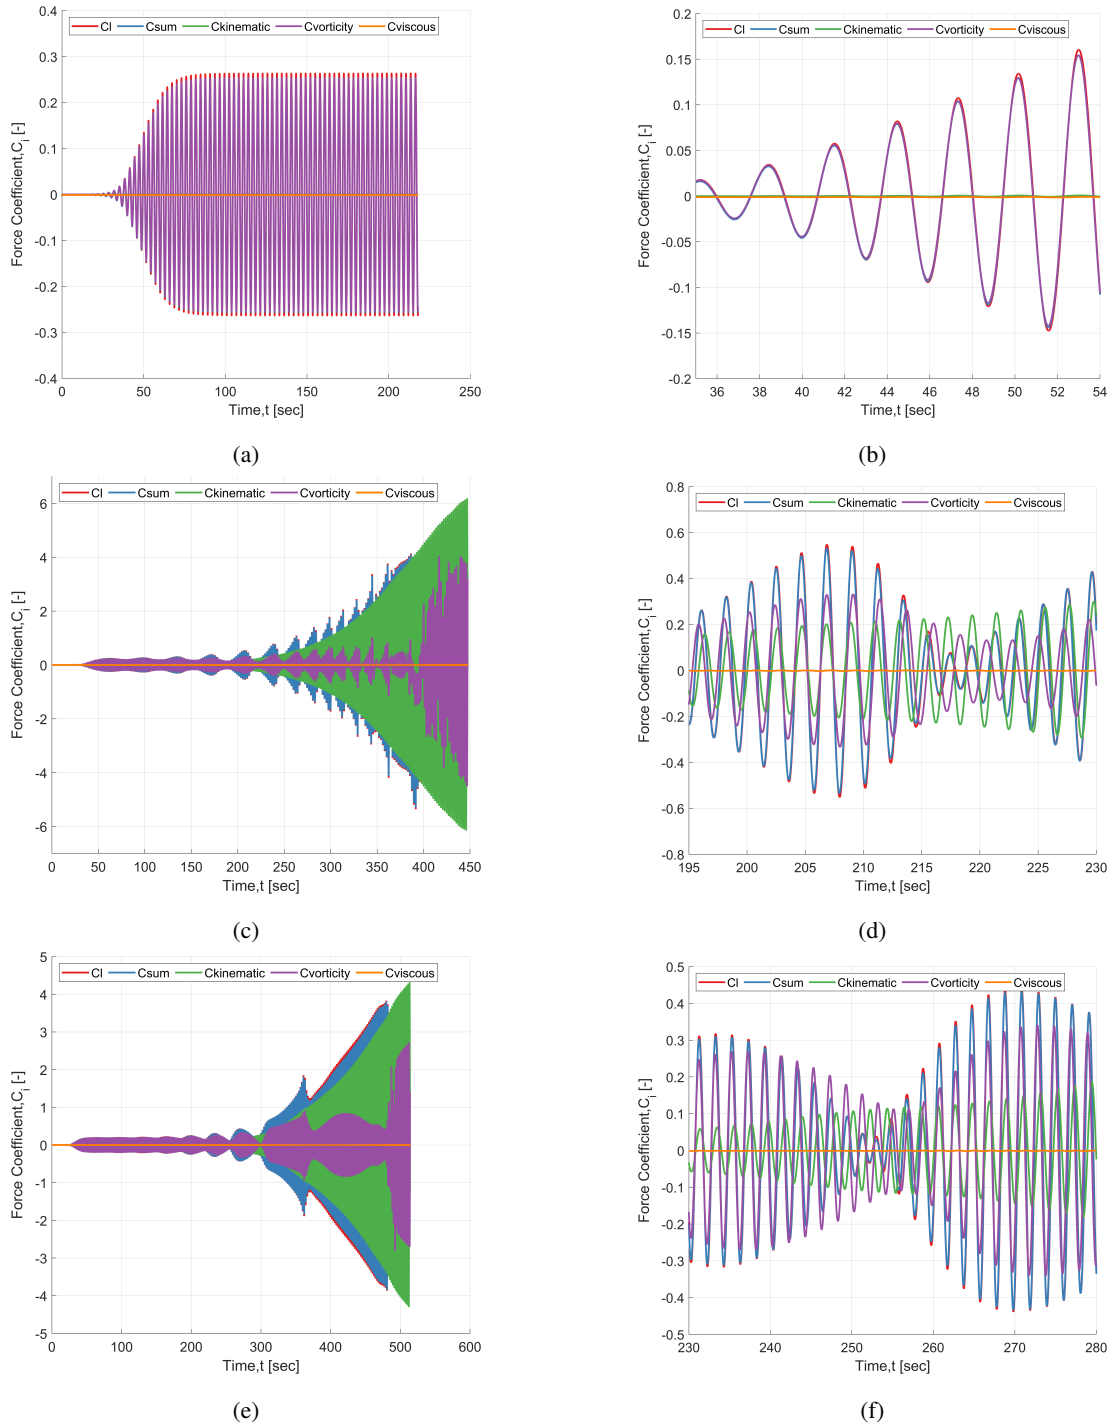 0.4
Cl Csum Ckinematic Cvorticity Cviscous
0.3
0.2
0.1
0
-0.1
-0.2
-0.3
-0.4
0 50 100 150 200 250
Force Coefficient,C_i [-]
Time,t [sec]
(a)
0.2
Cl Csum Ckinematic Cvorticity Cviscous
0.15
0.1
0.05
0
-0.05
-0.1
-0.15
-0.2
36 38 40 42 44 46 48 50 52 54
Force Coefficient,C_i [-]
Time,t [sec]
(b)
Cl Csum Ckinematic Cvorticity Cviscous
6
4
2
0
-2
-4
-6
0 50 100 150 200 250 300 350 400 450
Force Coefficient,C_i [-]
Time,t [sec]
(c)
0.8
Cl Csum Ckinematic Cvorticity Cviscous
0.6
0.4
0.2
0
-0.2
-0.4
-0.6
-0.8
195 200 205 210 215 220 225 230
Force Coefficient,C_i [-]
Time,t [sec]
(d)
5
Cl Csum Ckinematic Cvorticity Cviscous
4
3
2
1
0
-1
-2
-3
-4
-5
0 100 200 300 400 500 600
Force Coefficient,C_i [-]
Time,t [sec]
(e)
0.5
Cl Csum Ckinematic Cvorticity Cviscous
0.4
0.3
0.2
0.1
0
-0.1
-0.2
-0.3
-0.4
-0.5
230 240 250 260 270 280
Force Coefficient,C_i [-]
Time,t [sec]
(f)